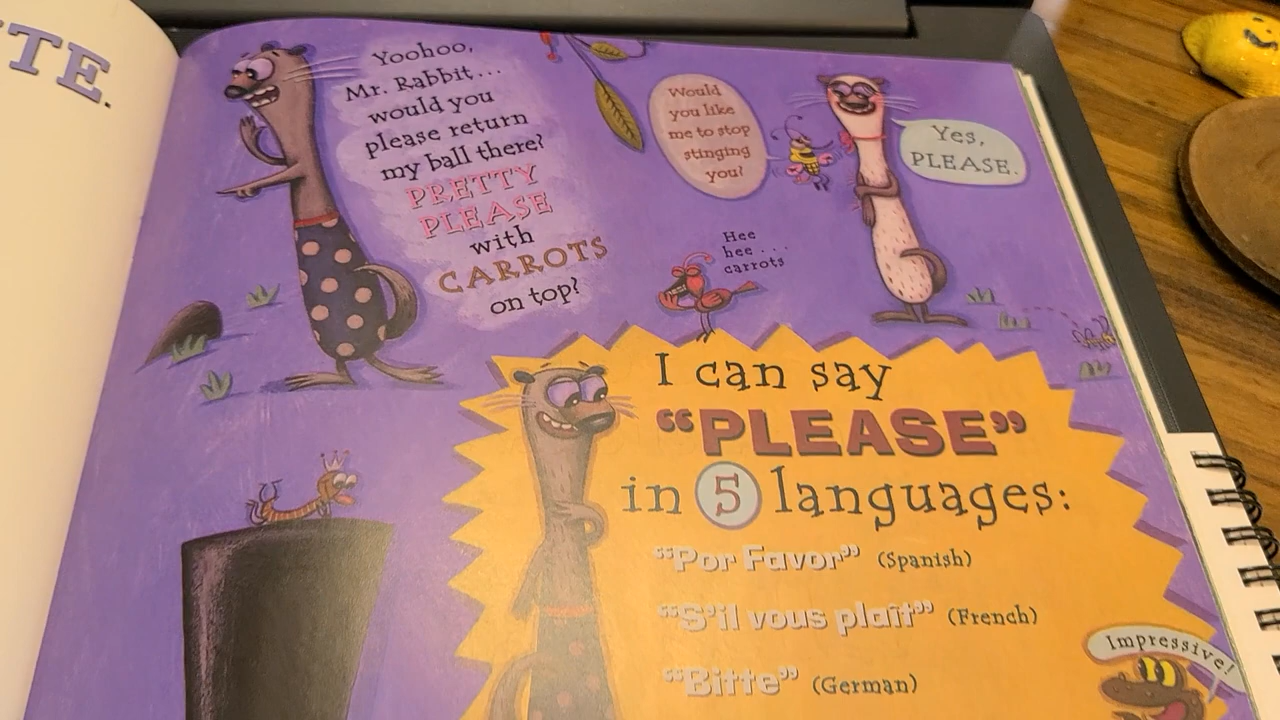 TE.
Yoohoo,
Mr. Rabbit...
would you
please return
my ball there?
PRETTY
PLEASE
with
CARROTS
on top?
Would
you like
me to stop
stinging
you?
Yes,
PLEASE.
Hee
hee . . .
carrots
I can say
“PLEASE”
in 5 languages:
“Por Favor” (Spanish)
“S'il vous plaît” (French)
“Bitte” (German)
Impressive!